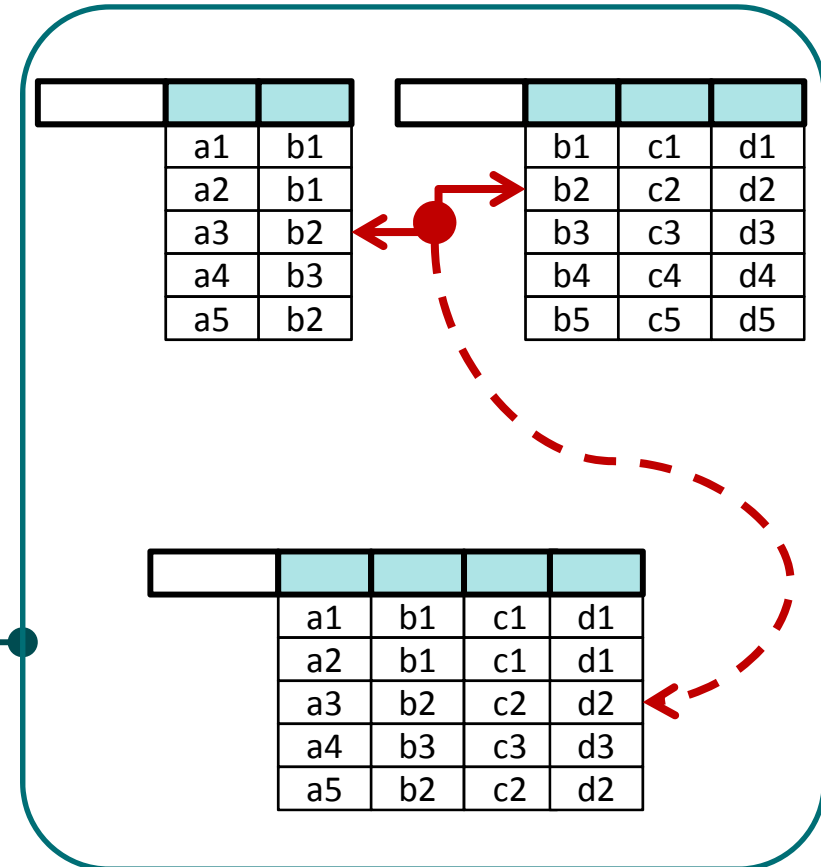 a1 b1 b1 c1 d1
a2 b1 b2 c2 d2
a3 b2 b3 c3 d3
a4 b3 b4 c4 d4
a5 b2 b5 c5 d5
a1 b1 c1 d1
a2 b1 c1 d1
a3 b2 c2 d2
a4 b3 c3 d3
a5 b2 c2 d2